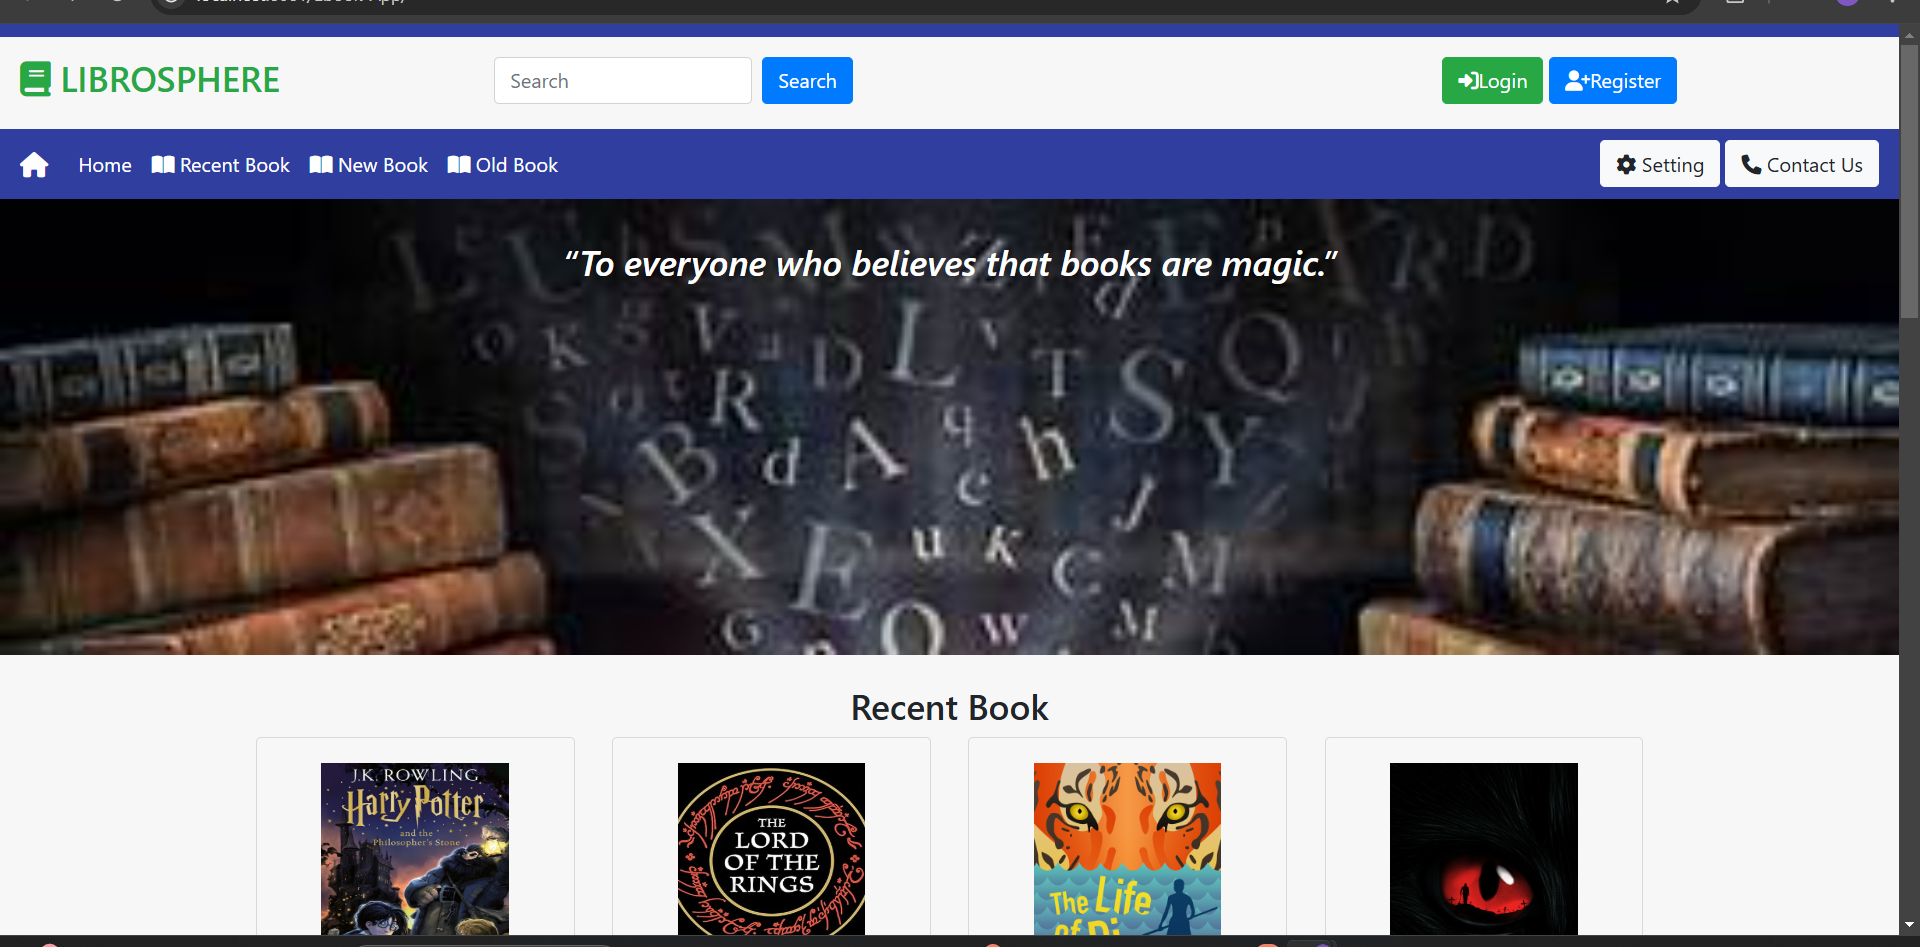 LIBROSPHERE
Search
Search
Login
Register
Home
Recent Book
New Book
Old Book
Setting
Contact Us
“To everyone who believes that books are magic.”
Recent Book
J.K. ROWLING
Harry Potter
and the
Philosopher's Stone
THE
LORD
OF THE
RINGS
The Life
of Pi